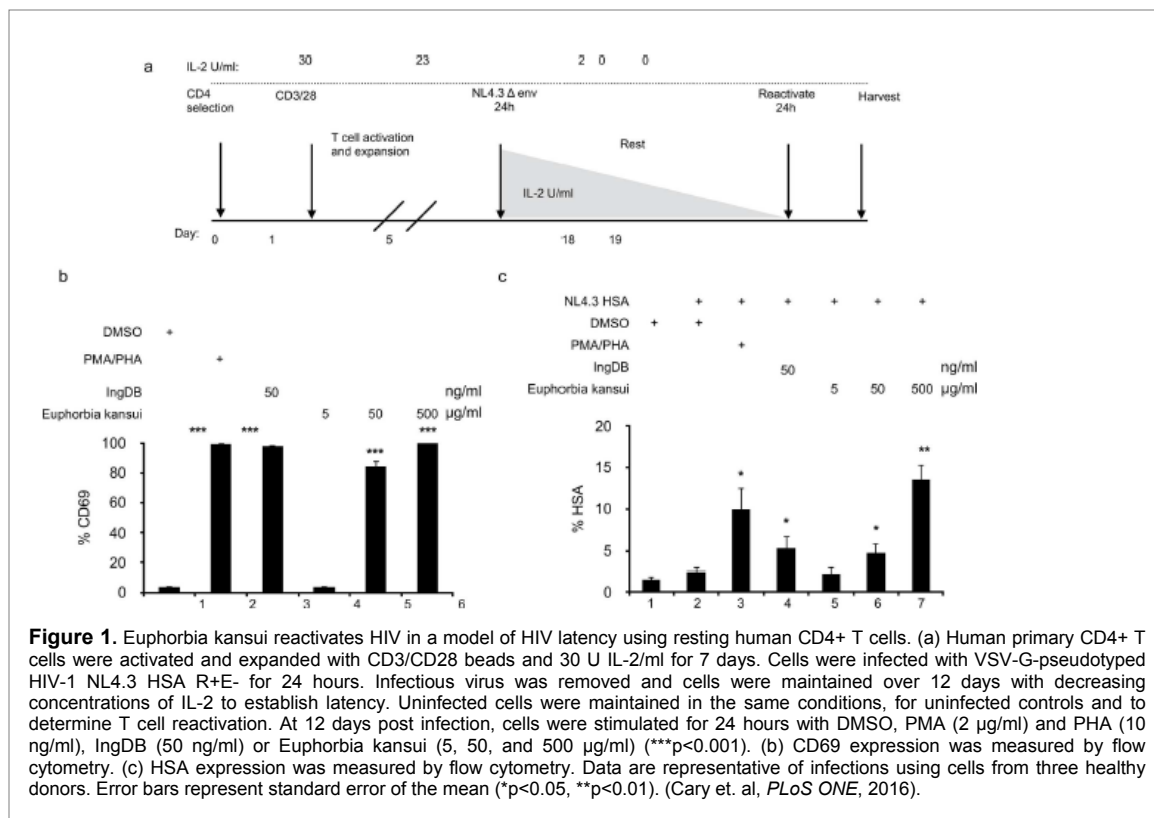 a
IL-2 U/ml: 30 23 2 0 0
CD4 selection CD3/28 NL4.3 Δ env 24h Reactivate 24h Harvest
T cell activation and expansion Rest
IL-2 U/ml
Day: 0 1 5 18 19
b
DMSO +
PMA/PHA +
IngDB 50 ng/ml
Euphorbia kansui 5 50 500 µg/ml
*** *** *** ***
% CD69
100
80
60
40
20
0
1 2 3 4 5 6
c
NL4.3 HSA + + + + + +
DMSO + +
PMA/PHA +
IngDB 50 ng/ml
Euphorbia kansui 5 50 500 µg/ml
% HSA
20
15
10
5
0
* * * **
1 2 3 4 5 6 7
Figure 1. Euphorbia kansui reactivates HIV in a model of HIV latency using resting human CD4+ T cells. (a) Human primary CD4+ T
cells were activated and expanded with CD3/CD28 beads and 30 U IL-2/ml for 7 days. Cells were infected with VSV-G-pseudotyped
HIV-1 NL4.3 HSA R+E- for 24 hours. Infectious virus was removed and cells were maintained over 12 days with decreasing
concentrations of IL-2 to establish latency. Uninfected cells were maintained in the same conditions, for uninfected controls and to
determine T cell reactivation. At 12 days post infection, cells were stimulated for 24 hours with DMSO, PMA (2 µg/ml) and PHA (10
ng/ml), IngDB (50 ng/ml) or Euphorbia kansui (5, 50, and 500 µg/ml) (***p<0.001). (b) CD69 expression was measured by flow
cytometry. (c) HSA expression was measured by flow cytometry. Data are representative of infections using cells from three healthy
donors. Error bars represent standard error of the mean (*p<0.05, **p<0.01). (Cary et. al, PLoS ONE, 2016).